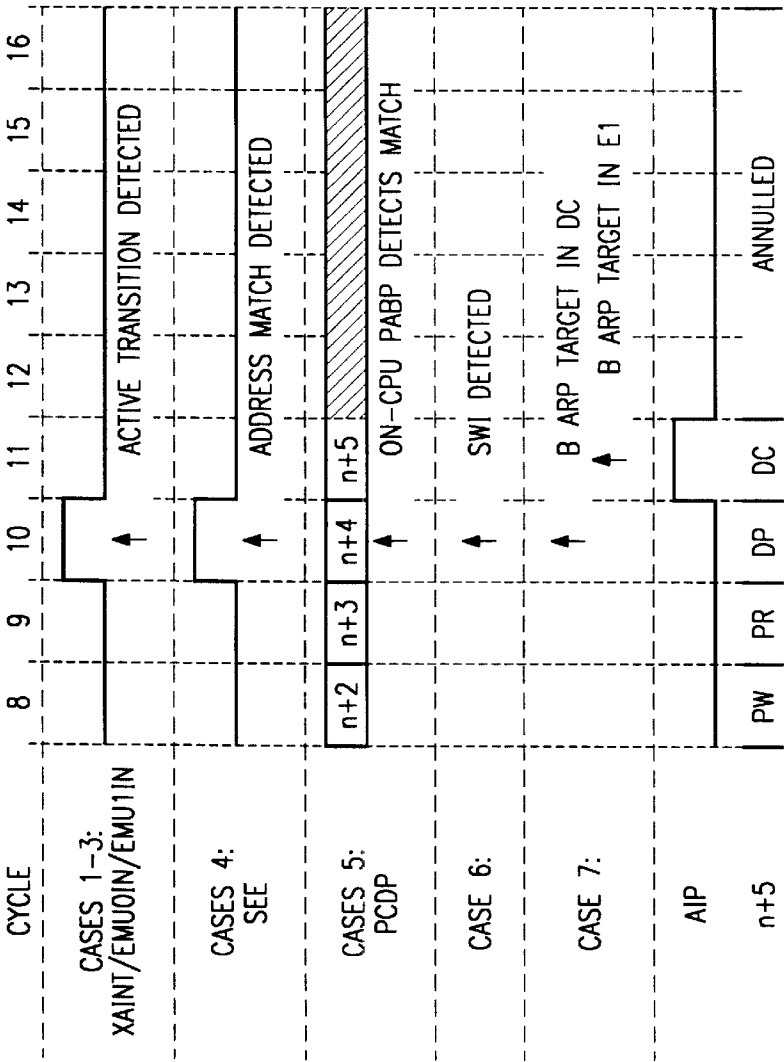 CYCLE 8 9 10 11 12 13 14 15 16
CASES 1-3:
XAINT/EMU0IN/EMU1IN
ACTIVE TRANSITION DETECTED
CASES 4:
SEE
ADDRESS MATCH DETECTED
CASES 5:
PCDP
n+2 n+3 n+4 n+5
ON-CPU PABP DETECTS MATCH
CASE 6:
SWI DETECTED
CASE 7:
B ARP TARGET IN DC
B ARP TARGET IN E1
AIP
n+5 PW PR DP DC ANNULLED